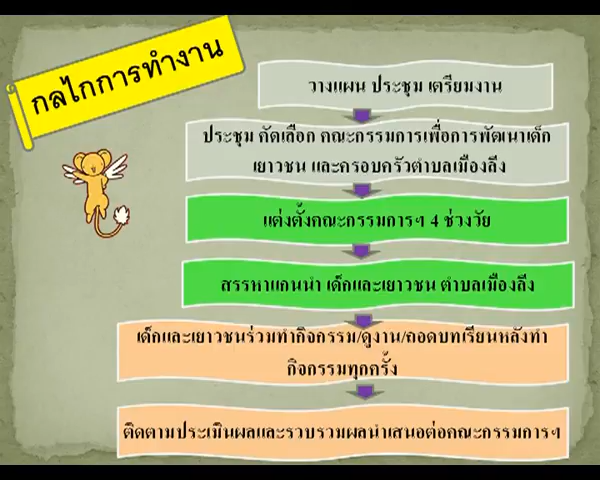 กลไกการทำงาน
วางแผน ประชุม เตรียมงาน
ประชุม คัดเลือก คณะกรรมการเพื่อการพัฒนาเด็ก
เยาวชน และครอบครัวตำบลเมืองลีง
แต่งตั้งคณะกรรมการฯ 4 ช่วงวัย
สรรหาแกนนำ เด็กและเยาวชน ตำบลเมืองลีง
เด็กและเยาวชนร่วมทำกิจกรรม/ดูงาน/ถอดบทเรียนหลังทำ
กิจกรรมทุกครั้ง
ติดตามประเมินผลและรวบรวมผลนำเสนอต่อคณะกรรมการฯ